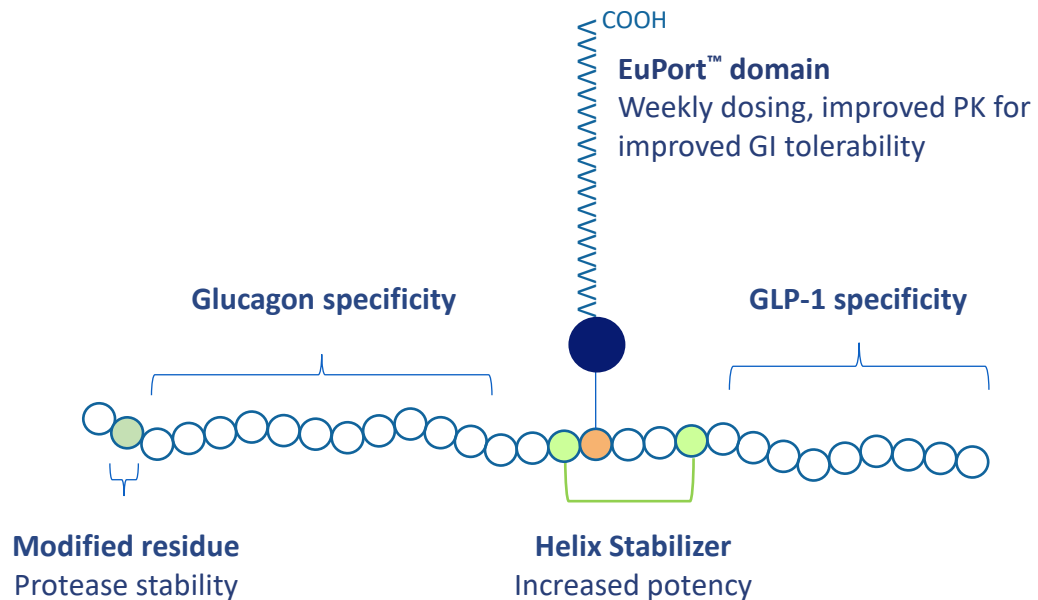 COOH
EuPort™ domain
Weekly dosing, improved PK for
improved GI tolerability
Glucagon specificity
GLP-1 specificity
Modified residue
Protease stability
Helix Stabilizer
Increased potency